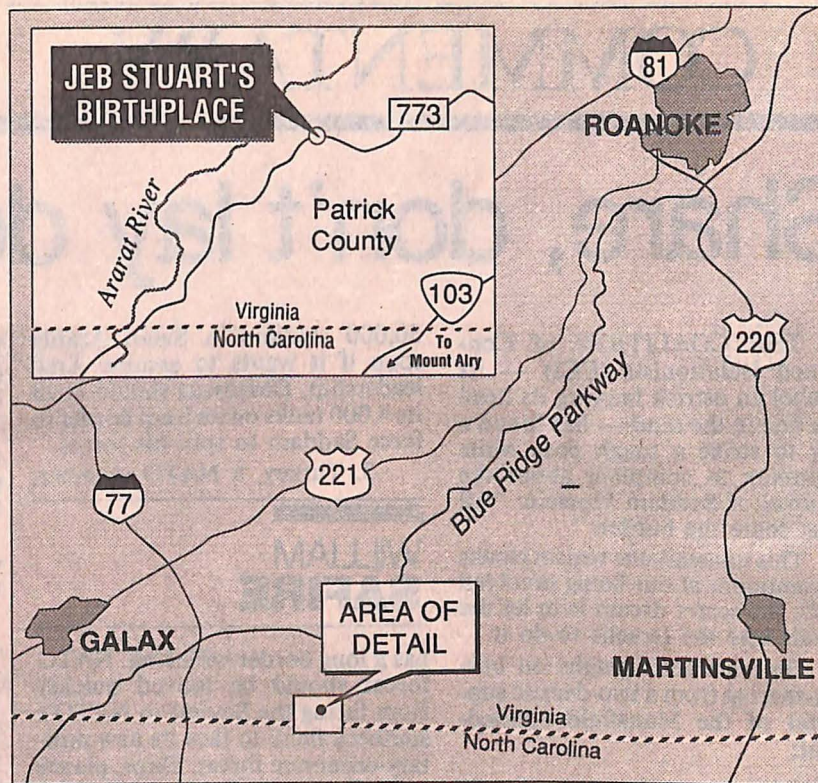 JEB STUART'S
BIRTHPLACE
773
Ararat River
Patrick
County
103
Virginia
North Carolina
To
Mount Alry
81
ROANOKE
220
Blue Ridge Parkway
221
77
GALAX
AREA OF
DETAIL
MARTINSVILLE
Virginia
North Carolina